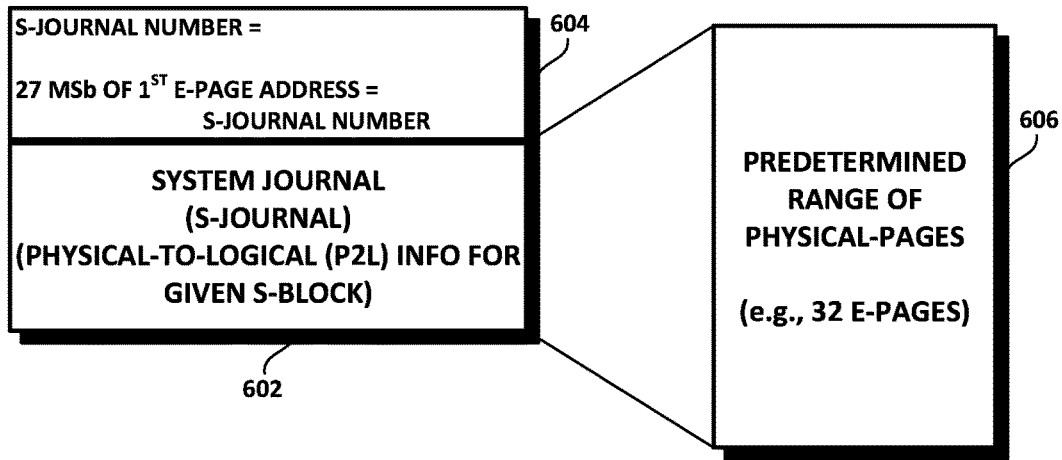 S-JOURNAL NUMBER =
27 MSb OF 1ST E-PAGE ADDRESS =
S-JOURNAL NUMBER
604
SYSTEM JOURNAL
(S-JOURNAL)
(PHYSICAL-TO-LOGICAL (P2L) INFO FOR
GIVEN S-BLOCK)
602
PREDETERMINED
RANGE OF
PHYSICAL-PAGES
(e.g., 32 E-PAGES)
606